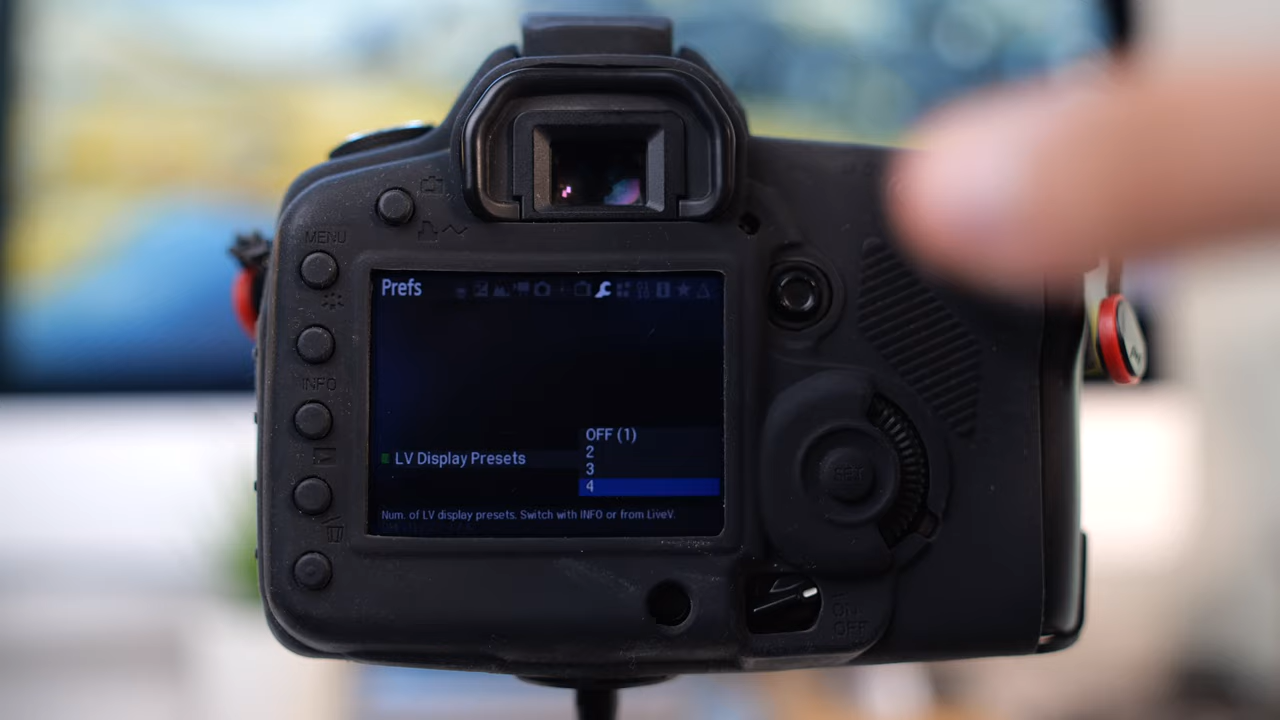 MENU
INFO
Prefs
OFF (1)
2
LV Display Presets
3
4
Num. of LV display presets. Switch with INFO or from LiveV.
SET
ON
OFF